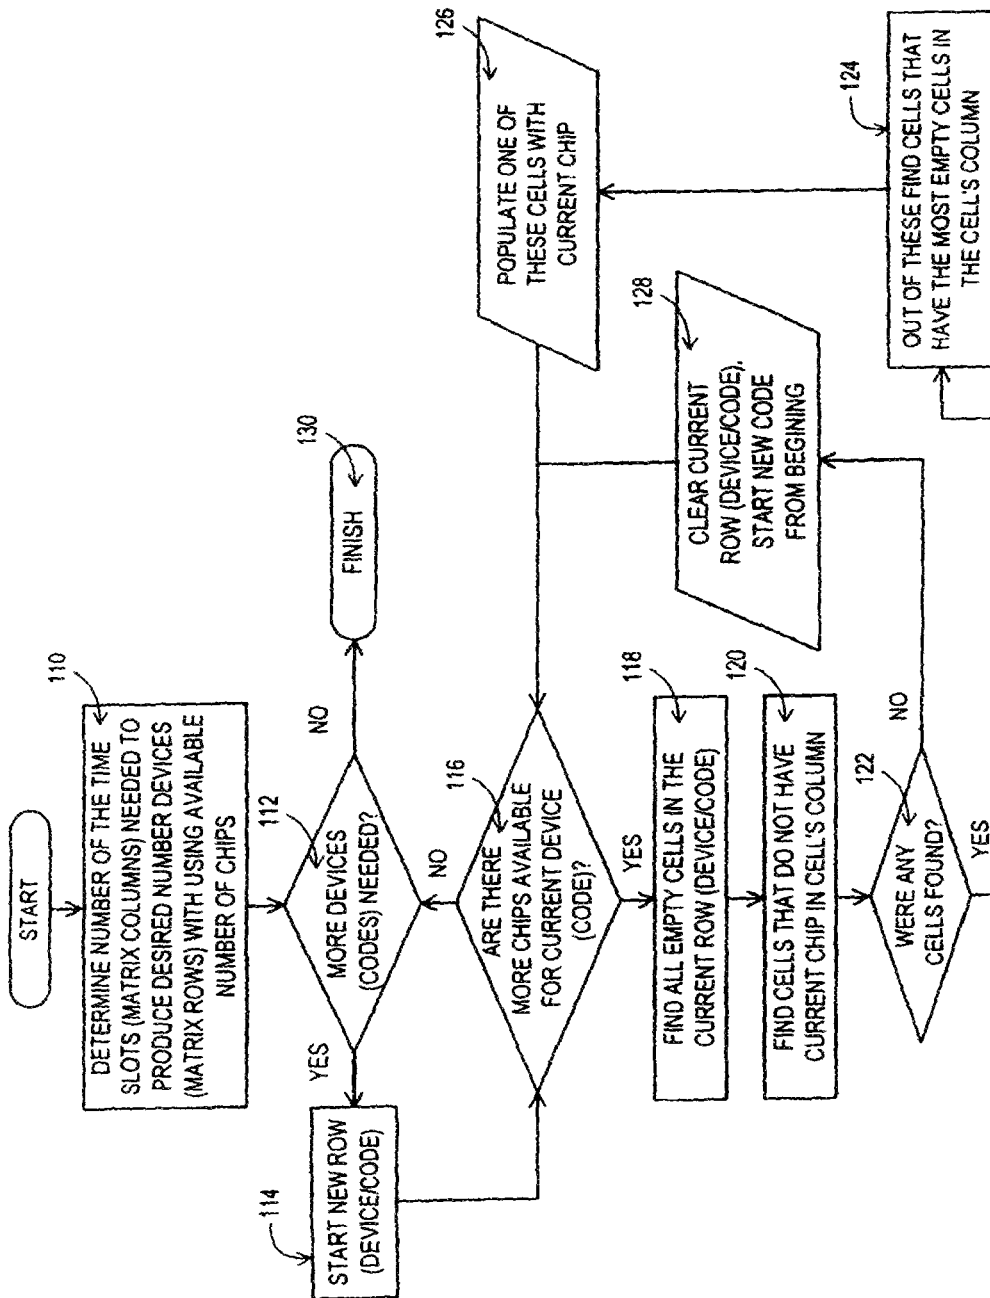 START
110
DETERMINE NUMBER OF THE TIME
SLOTS (MATRIX COLUMNS) NEEDED TO
PRODUCE DESIRED NUMBER DEVICES
(MATRIX ROWS) WITH USING AVAILABLE
NUMBER OF CHIPS
112
MORE DEVICES
(CODES) NEEDED?
NO
130
FINISH
YES
114
START NEW ROW
(DEVICE/CODE)
116
ARE THERE
MORE CHIPS AVAILABLE
FOR CURRENT DEVICE
(CODE)?
NO
YES
118
FIND ALL EMPTY CELLS IN THE
CURRENT ROW (DEVICE/CODE)
120
FIND CELLS THAT DO NOT HAVE
CURRENT CHIP IN CELL'S COLUMN
122
WERE ANY
CELLS FOUND?
NO
YES
128
CLEAR CURRENT
ROW (DEVICE/CODE),
START NEW CODE
FROM BEGINING
124
OUT OF THESE FIND CELLS THAT
HAVE THE MOST EMPTY CELLS IN
THE CELL'S COLUMN
126
POPULATE ONE OF
THESE CELLS WITH
CURRENT CHIP